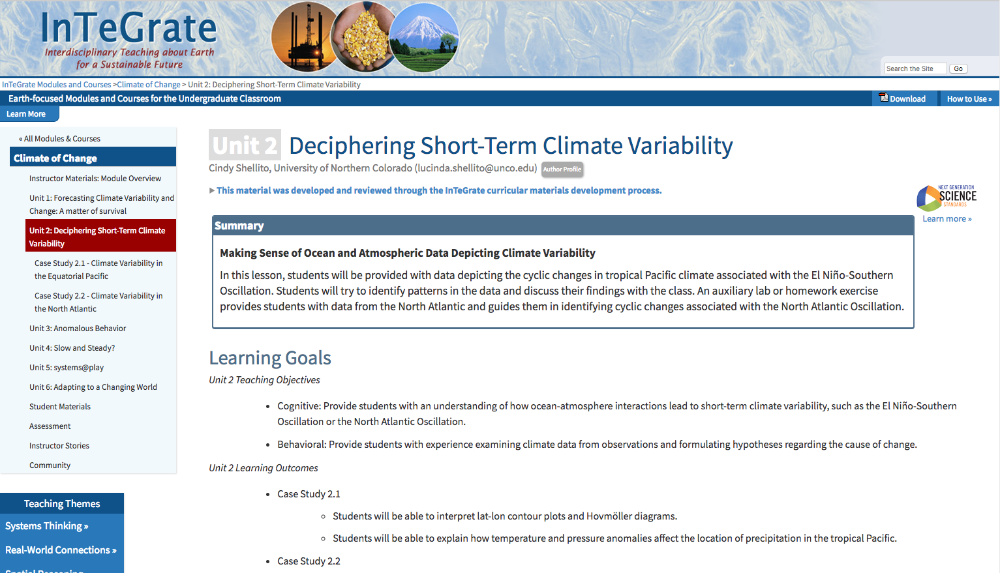 InTeGrate
Interdisciplinary Teaching about Earth
for a Sustainable Future
Search the Site
Go
InTeGrate Modules and Courses >Climate of Change > Unit 2: Deciphering Short-Term Climate Variability
Earth-focused Modules and Courses for the Undergraduate Classroom
Download
How to Use »
Learn More
« All Modules & Courses
Climate of Change
Instructor Materials: Module Overview
Unit 1: Forecasting Climate Variability and
Change: A matter of survival
Unit 2: Deciphering Short-Term Climate
Variability
Case Study 2.1 - Climate Variability in
the Equatorial Pacific
Case Study 2.2 - Climate Variability in
the North Atlantic
Unit 3: Anomalous Behavior
Unit 4: Slow and Steady?
Unit 5: systems@play
Unit 6: Adapting to a Changing World
Student Materials
Assessment
Instructor Stories
Community
Teaching Themes
Systems Thinking »
Real-World Connections »
Spatial Reasoning
Unit 2 Deciphering Short-Term Climate Variability
Cindy Shellito, University of Northern Colorado (lucinda.shellito@unco.edu) Author Profile
This material was developed and reviewed through the InTeGrate curricular materials development process.
NEXT GENERATION
SCIENCE
STANDARDS
Learn more »
Summary
Making Sense of Ocean and Atmospheric Data Depicting Climate Variability
In this lesson, students will be provided with data depicting the cyclic changes in tropical Pacific climate associated with the El Niño-Southern
Oscillation. Students will try to identify patterns in the data and discuss their findings with the class. An auxiliary lab or homework exercise
provides students with data from the North Atlantic and guides them in identifying cyclic changes associated with the North Atlantic Oscillation.
Learning Goals
Unit 2 Teaching Objectives
• Cognitive: Provide students with an understanding of how ocean-atmosphere interactions lead to short-term climate variability, such as the El Niño-Southern
Oscillation or the North Atlantic Oscillation.
• Behavioral: Provide students with experience examining climate data from observations and formulating hypotheses regarding the cause of change.
Unit 2 Learning Outcomes
• Case Study 2.1
◦ Students will be able to interpret lat-lon contour plots and Hovmöller diagrams.
◦ Students will be able to explain how temperature and pressure anomalies affect the location of precipitation in the tropical Pacific.
• Case Study 2.2